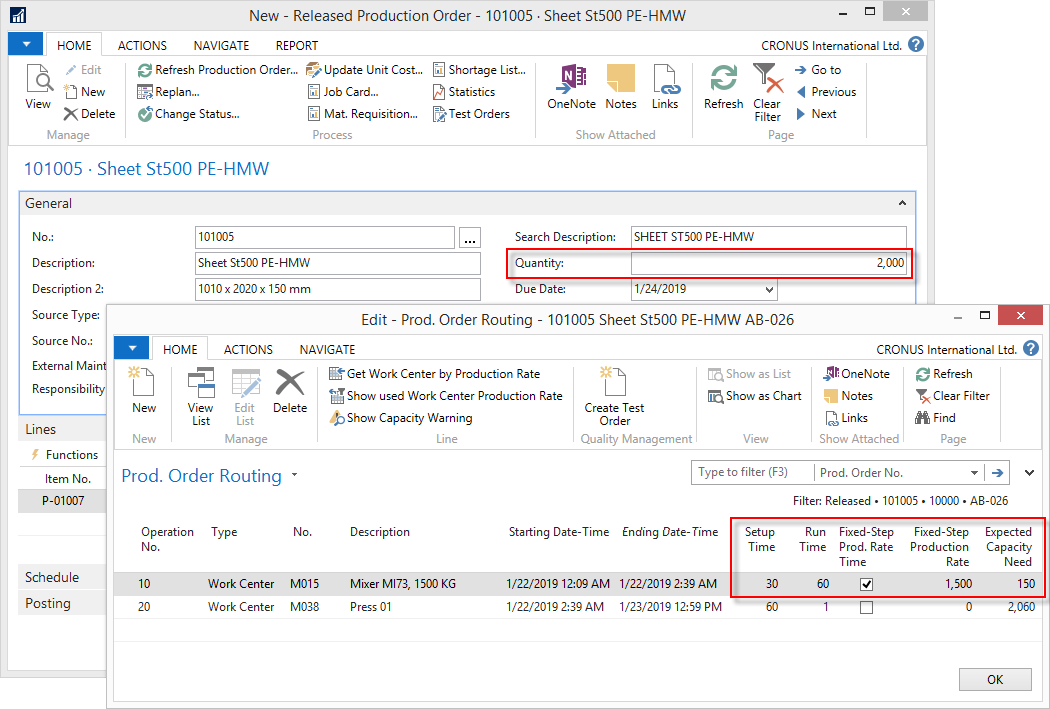 New - Released Production Order - 101005 · Sheet St500 PE-HMW
HOME ACTIONS NAVIGATE REPORT CRONUS International Ltd. ?
View
Edit
New
Delete
Manage
Refresh Production Order...
Replan...
Change Status...
Update Unit Cost...
Job Card...
Mat. Requisition...
Shortage List...
Statistics
Test Orders
Process
OneNote
Notes
Links
Show Attached
Refresh
Clear
Filter
Go to
Previous
Next
Page
101005 · Sheet St500 PE-HMW
General
No.: 101005 ...
Description: Sheet St500 PE-HMW
Description 2: 1010 x 2020 x 150 mm
Source Type:
Source No.:
External Maint
Responsibility
Search Description: SHEET ST500 PE-HMW
Quantity: 2,000
Due Date: 1/24/2019
Lines
Functions
Item No.
P-01007
Schedule
Posting
Edit - Prod. Order Routing - 101005 Sheet St500 PE-HMW AB-026
HOME ACTIONS NAVIGATE CRONUS International Ltd. ?
New
New
View
List
Edit
List
Delete
Manage
Get Work Center by Production Rate
Show used Work Center Production Rate
Show Capacity Warning
Line
Create Test
Order
Quality Management
Show as List
Show as Chart
View
OneNote
Notes
Links
Show Attached
Refresh
Clear Filter
Find
Page
Prod. Order Routing
Type to filter (F3) Prod. Order No.
Filter: Released • 101005 • 10000 • AB-026
Operation No. Type No. Description Starting Date-Time Ending Date-Time Setup Time Run Time Fixed-Step Prod. Rate Time Fixed-Step Production Rate Expected Capacity Need
10 Work Center M015 Mixer MI73, 1500 KG 1/22/2019 12:09 AM 1/22/2019 2:39 AM 30 60 1,500 150
20 Work Center M038 Press 01 1/22/2019 2:39 AM 1/23/2019 12:59 PM 60 1 0 2,060
OK